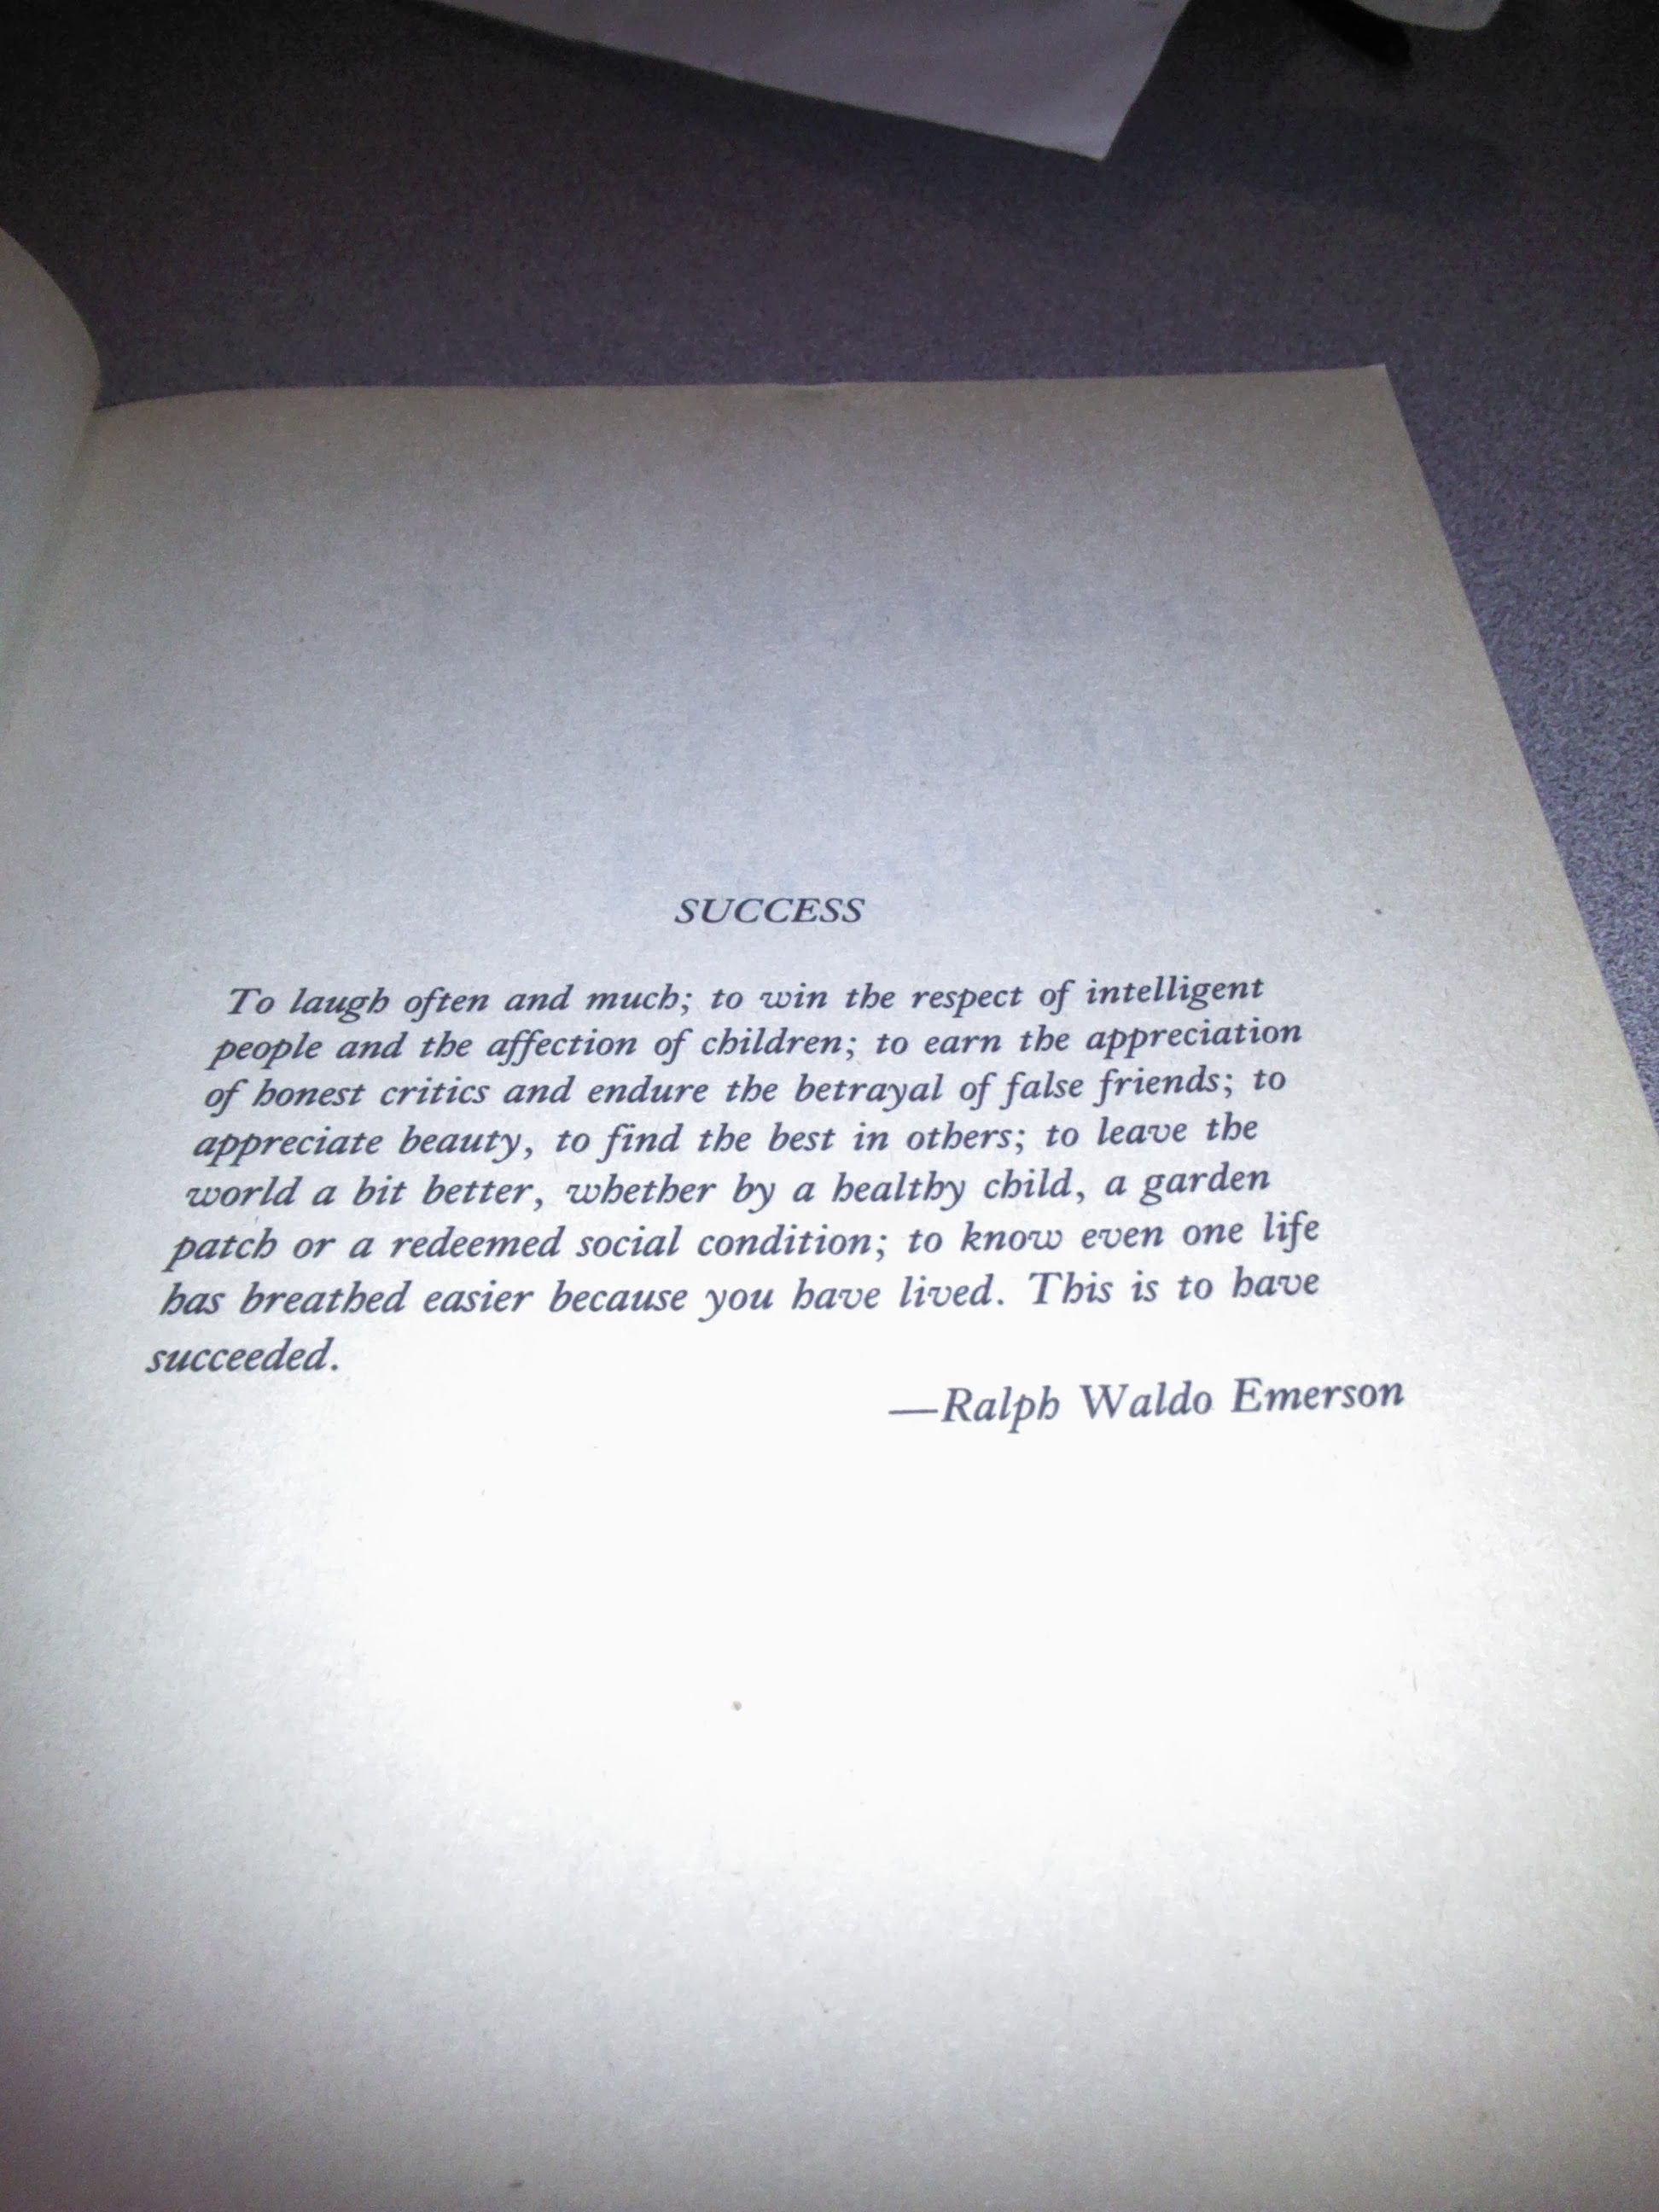 SUCCESS
To laugh often and much; to win the respect of intelligent
people and the affection of children; to earn the appreciation
of honest critics and endure the betrayal of false friends; to
appreciate beauty, to find the best in others; to leave the
world a bit better, whether by a healthy child, a garden
patch or a redeemed social condition; to know even one life
has breathed easier because you have lived. This is to have
succeeded.
—Ralph Waldo Emerson